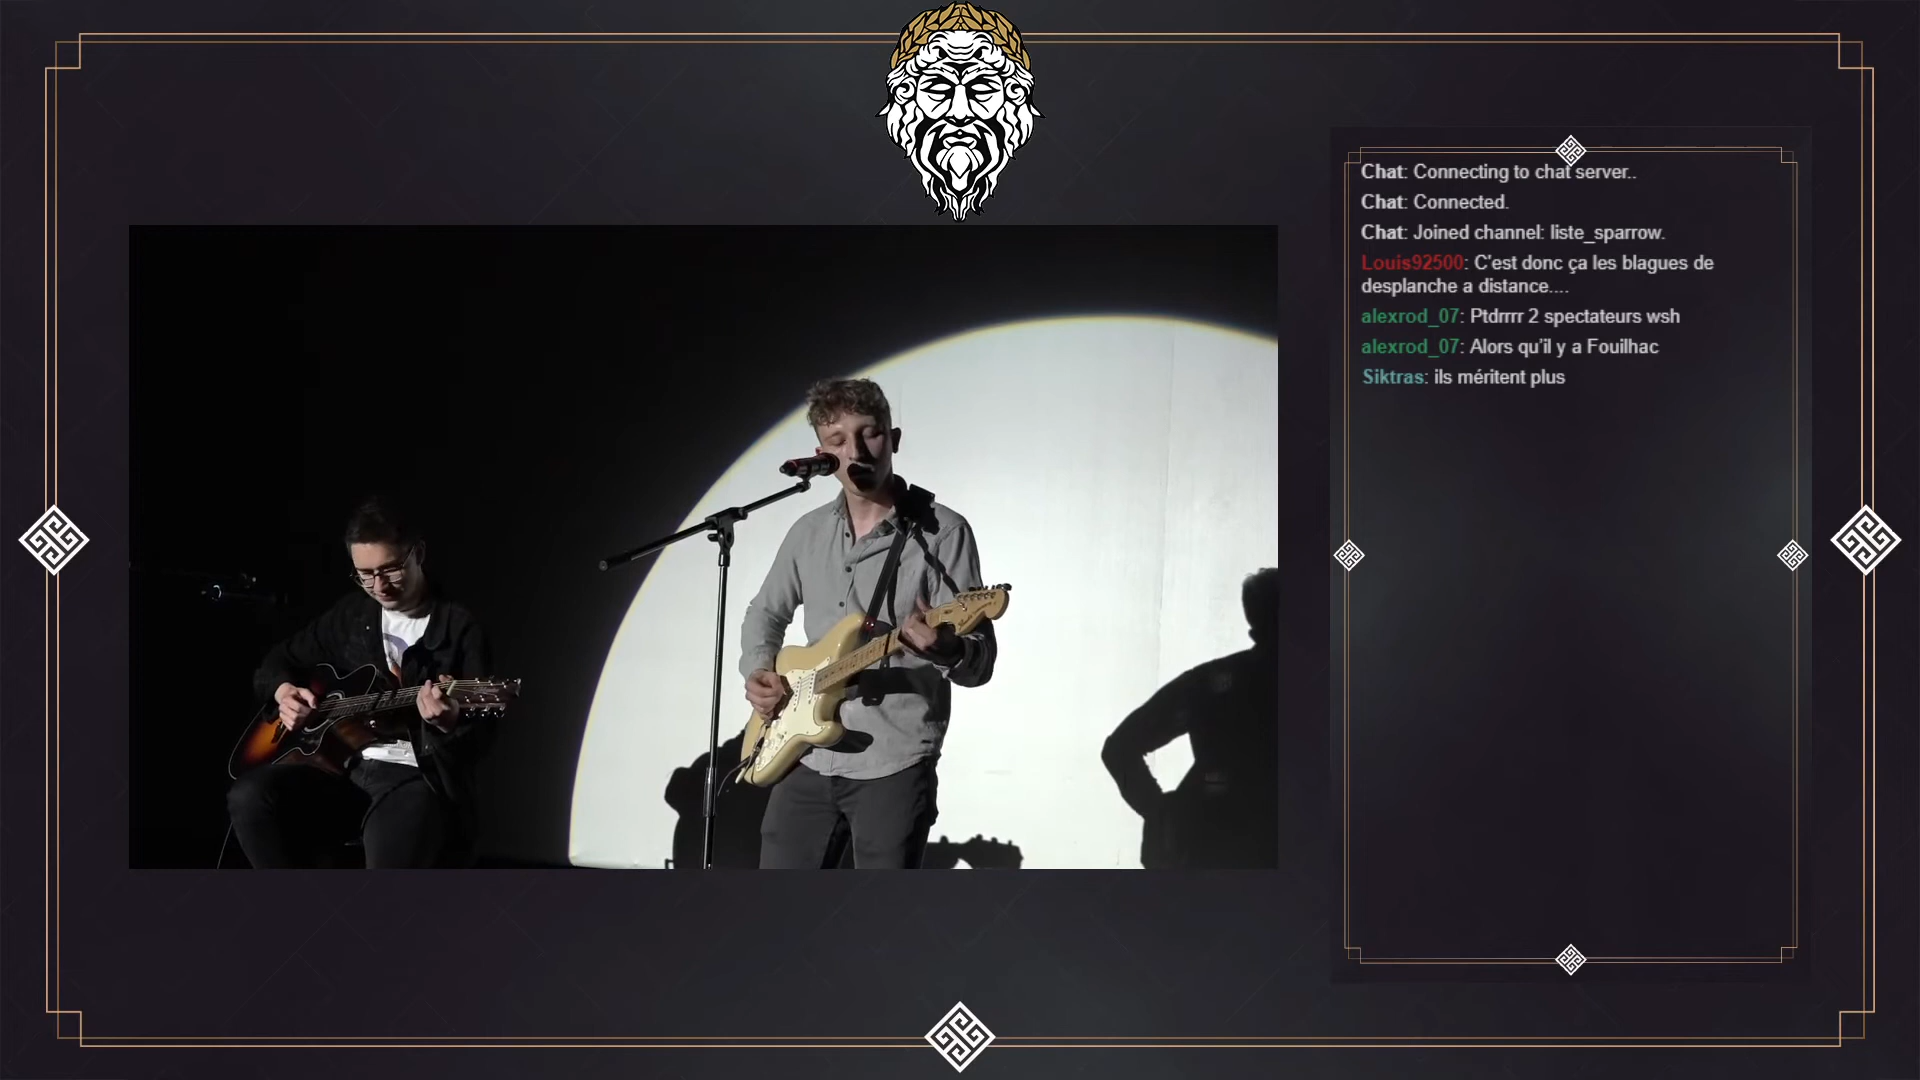 Chat: Connecting to chat server..
Chat: Connected.
Chat: Joined channel: liste_sparrow.
Louis92500: C'est donc ça les blagues de
desplanche a distance....
alexrod_07: Ptdrrrr 2 spectateurs wsh
alexrod_07: Alors qu'il y a Fouilhac
Siktras: ils méritent plus